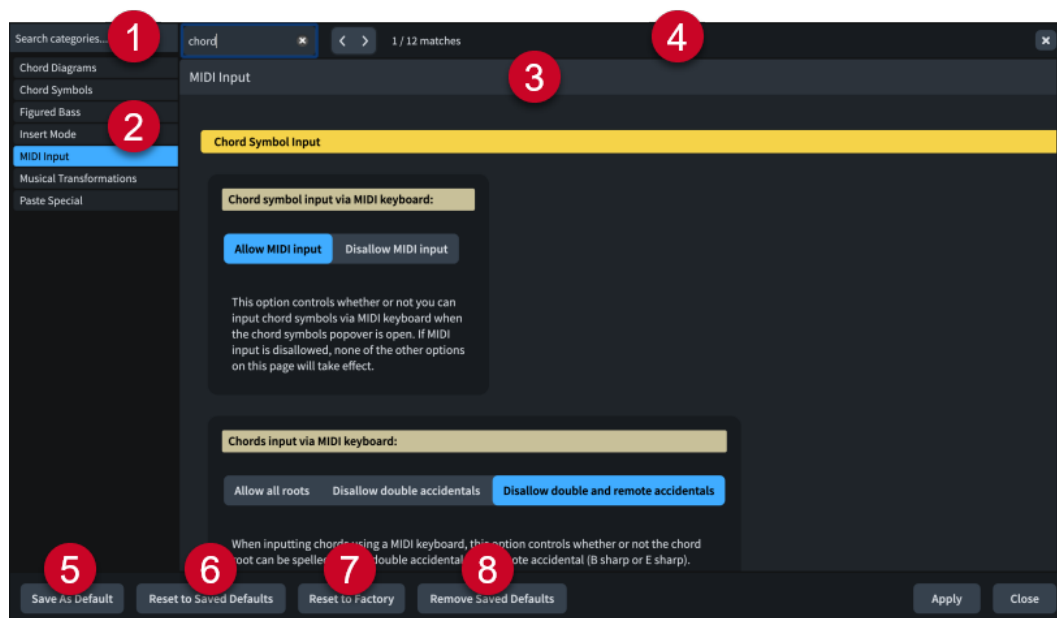 Search categories...
1
chord
1 / 12 matches
4
Chord Diagrams
Chord Symbols
Figured Bass
Insert Mode
2
MIDI Input
Musical Transformations
Paste Special
MIDI Input
3
Chord Symbol Input
Chord symbol input via MIDI keyboard:
Allow MIDI input Disallow MIDI input
This option controls whether or not you can
input chord symbols via MIDI keyboard when
the chord symbols popover is open. If MIDI
input is disallowed, none of the other options
on this page will take effect.
Chords input via MIDI keyboard:
Allow all roots Disallow double accidentals Disallow double and remote accidentals
When inputting chords using a MIDI keyboard, this option controls whether or not the chord
root can be spelled double accidental ote accidental (B sharp or E sharp).
5
6
7
8
Save As Default Reset to Saved Defaults Reset to Factory Remove Saved Defaults Apply Close